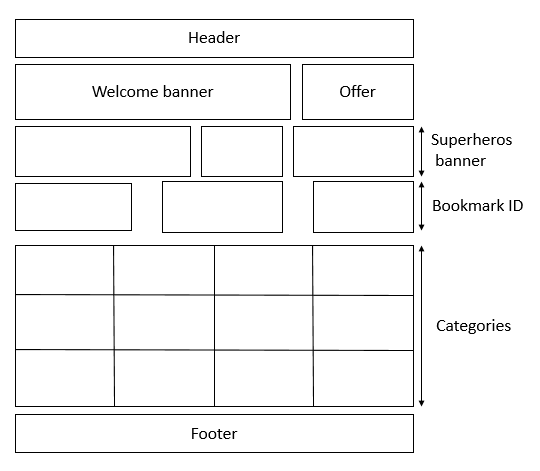 Header
Welcome banner
Offer
Superheros
banner
Bookmark ID
Categories
Footer